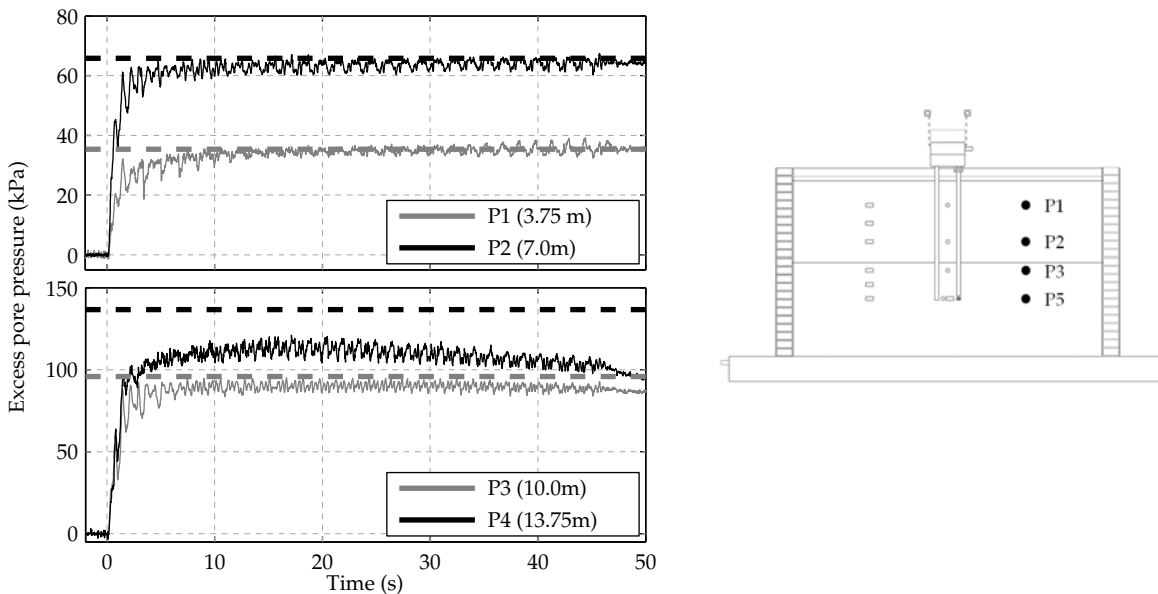 Excess pore pressure (kPa)
80
60
40
20
0
P1 (3.75 m)
P2 (7.0m)
150
100
50
0
P3 (10.0m)
P4 (13.75m)
0
10
20
30
40
50
Time (s)
P1
P2
P3
P5